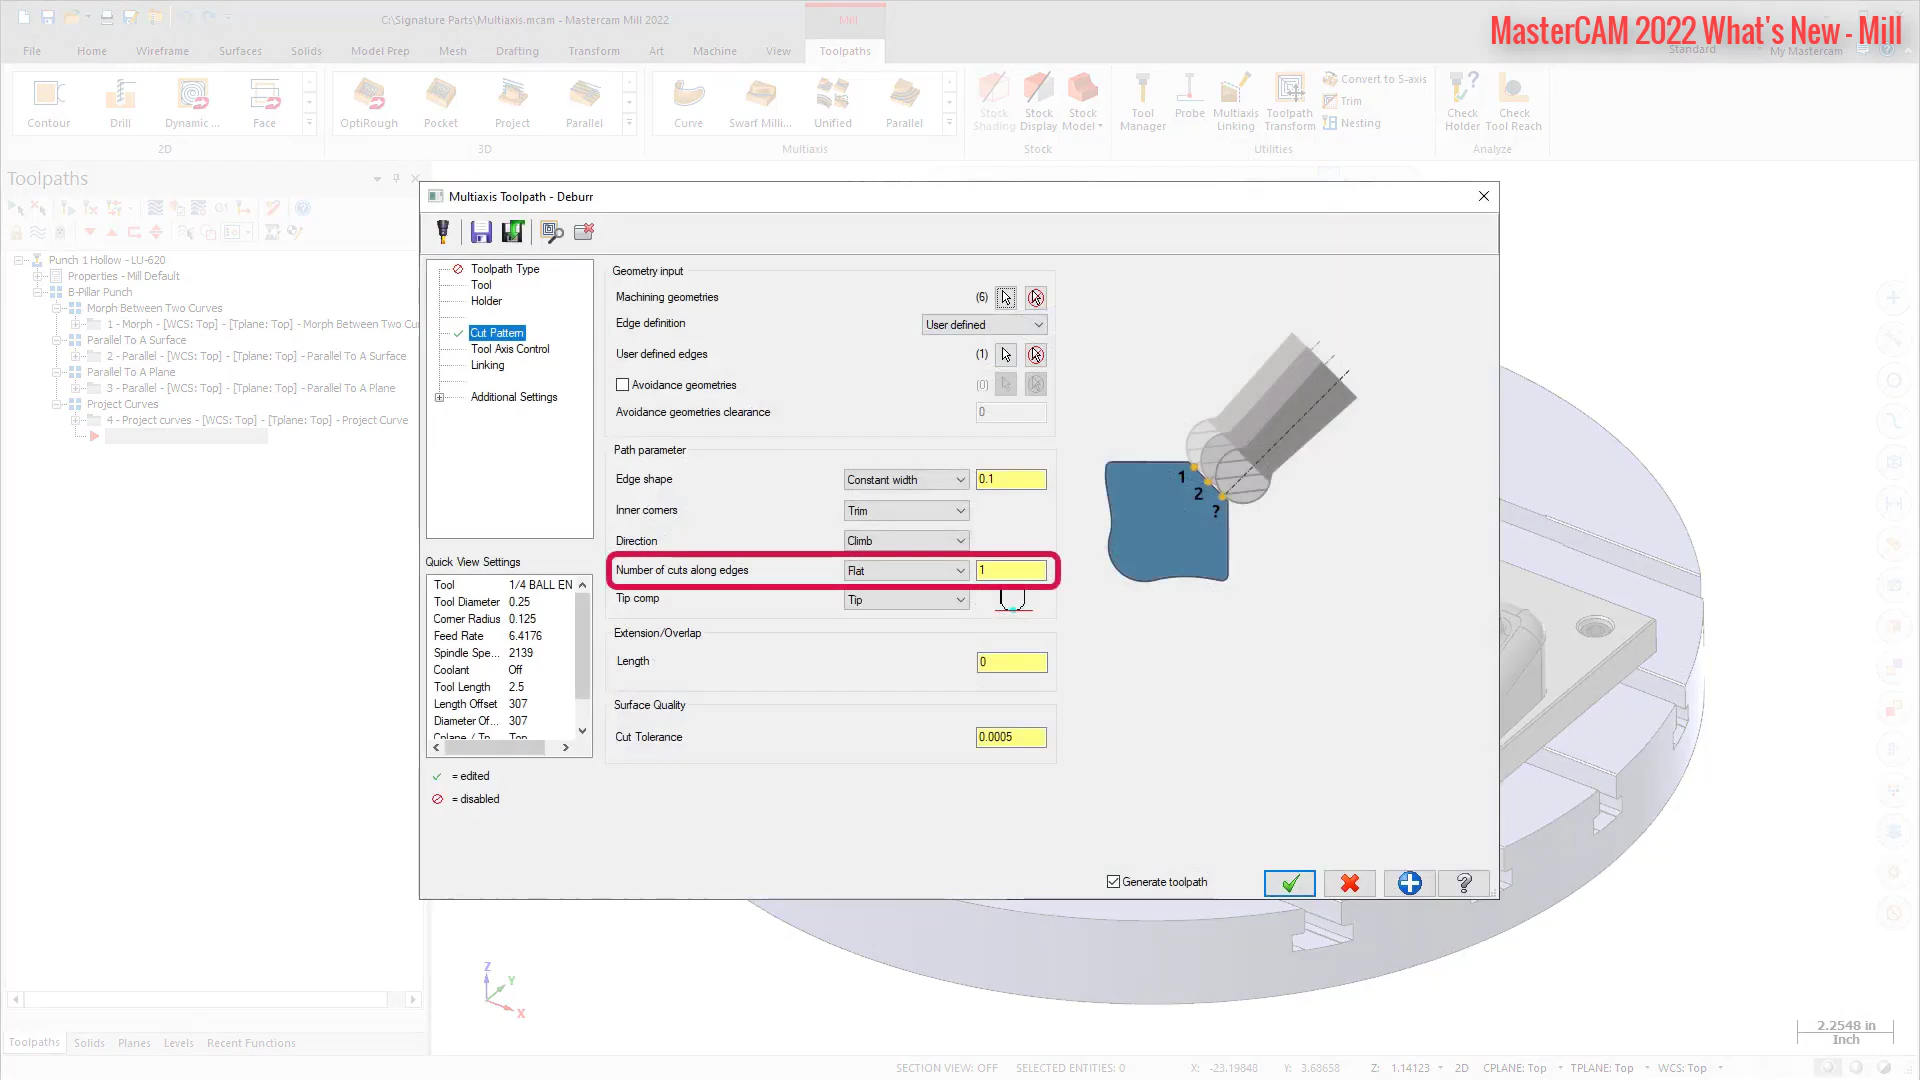 C:\Signature Parts\Multiaxis.mcam - Mastercam Mill 2022
Mill
MasterCAM 2022 What's New - Mill
File Home Wireframe Surfaces Solids Model Prep Mesh Drafting Transform Art Machine View Toolpaths
Standard My Mastercam
Contour Drill Dynamic ... Face
OptiRough Pocket Project Parallel
Curve Swarf Milli... Unified Parallel
Stock Shading Stock Display Stock Model
Tool Manager Probe Multiaxis Linking Toolpath Transform
Convert to 5-axis
Trim
Nesting
Check Holder Check Tool Reach
2D 3D Multiaxis Stock Utilities Analyze
Toolpaths
G1
Punch 1 Hollow - LU-620
Properties - Mill Default
B-Pillar Punch
Morph Between Two Curves
1 - Morph - [WCS: Top] - [Tplane: Top] - Morph Between Two Cu
Parallel To A Surface
2 - Parallel - [WCS: Top] - [Tplane: Top] - Parallel To A Surface
Parallel To A Plane
3 - Parallel - [WCS: Top] - [Tplane: Top] - Parallel To A Plane
Project Curves
4 - Project curves - [WCS: Top] - [Tplane: Top] - Project Curve
Multiaxis Toolpath - Deburr
Toolpath Type
Tool
Holder
Cut Pattern
Tool Axis Control
Linking
Additional Settings
Quick View Settings
Tool 1/4 BALL EN
Tool Diameter 0.25
Corner Radius 0.125
Feed Rate 6.4176
Spindle Spe... 2139
Coolant Off
Tool Length 2.5
Length Offset 307
Diameter Of... 307
Cplane / Tp... Top
= edited
= disabled
Geometry input
Machining geometries (6)
Edge definition User defined
User defined edges (1)
Avoidance geometries (0)
Avoidance geometries clearance 0
Path parameter
Edge shape Constant width 0.1
Inner corners Trim
Direction Climb
Number of cuts along edges Flat 1
Tip comp Tip
Extension/Overlap
Length 0
Surface Quality
Cut Tolerance 0.0005
1
2
?
Generate toolpath
?
Z
Y
X
2.2548 in
Inch
Toolpaths Solids Planes Levels Recent Functions
SECTION VIEW: OFF SELECTED ENTITIES: 0 X: -23.19848 Y: 3.68658 Z: 1.14123 2D CPLANE: Top TPLANE: Top WCS: Top